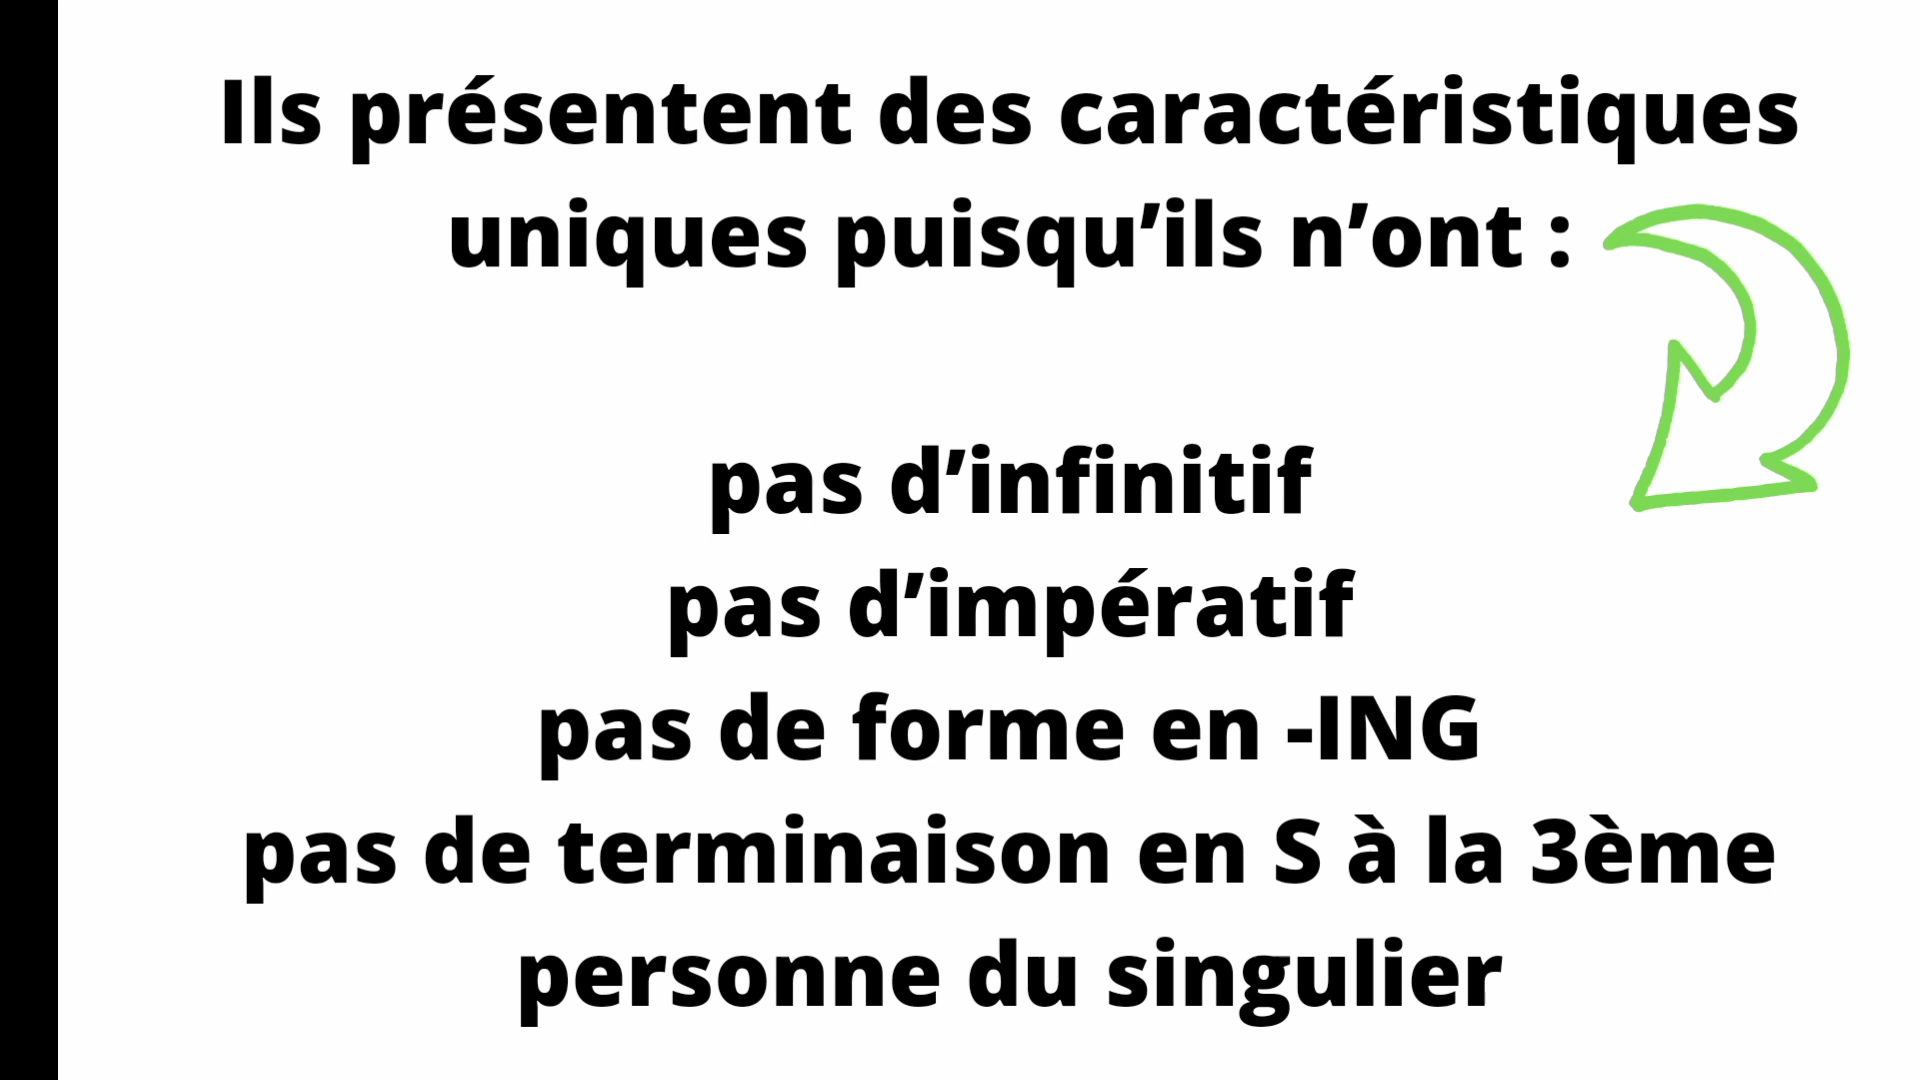 Ils présentent des caractéristiques
uniques puisqu’ils n’ont :
pas d’infinitif
pas d’impératif
pas de forme en -ING
pas de terminaison en S à la 3ème
personne du singulier